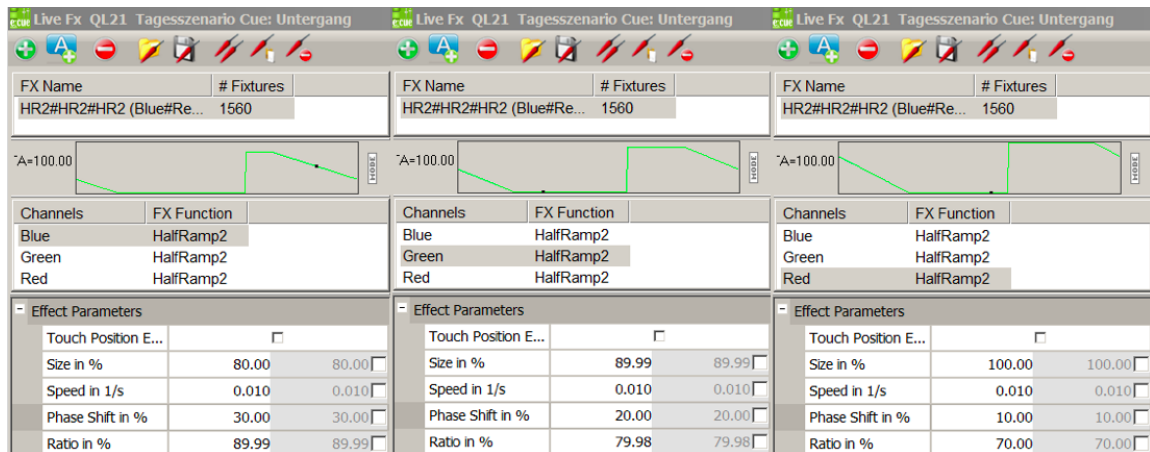 e:cue Live Fx QL21 Tagesszenario Cue: Untergang
FX Name # Fixtures
HR2#HR2#HR2 (Blue#Re... 1560
A=100.00 MODE
Channels FX Function
Blue HalfRamp2
Green HalfRamp2
Red HalfRamp2
Effect Parameters
Touch Position E...
Size in % 80.00 80.00
Speed in 1/s 0.010 0.010
Phase Shift in % 30.00 30.00
Ratio in % 89.99 89.99
e:cue Live Fx QL21 Tagesszenario Cue: Untergang
FX Name # Fixtures
HR2#HR2#HR2 (Blue#Re... 1560
A=100.00 MODE
Channels FX Function
Blue HalfRamp2
Green HalfRamp2
Red HalfRamp2
Effect Parameters
Touch Position E...
Size in % 89.99 89.99
Speed in 1/s 0.010 0.010
Phase Shift in % 20.00 20.00
Ratio in % 79.98 79.98
e:cue Live Fx QL21 Tagesszenario Cue: Untergang
FX Name # Fixtures
HR2#HR2#HR2 (Blue#Re... 1560
A=100.00 MODE
Channels FX Function
Blue HalfRamp2
Green HalfRamp2
Red HalfRamp2
Effect Parameters
Touch Position E...
Size in % 100.00 100.00
Speed in 1/s 0.010 0.010
Phase Shift in % 10.00 10.00
Ratio in % 70.00 70.00